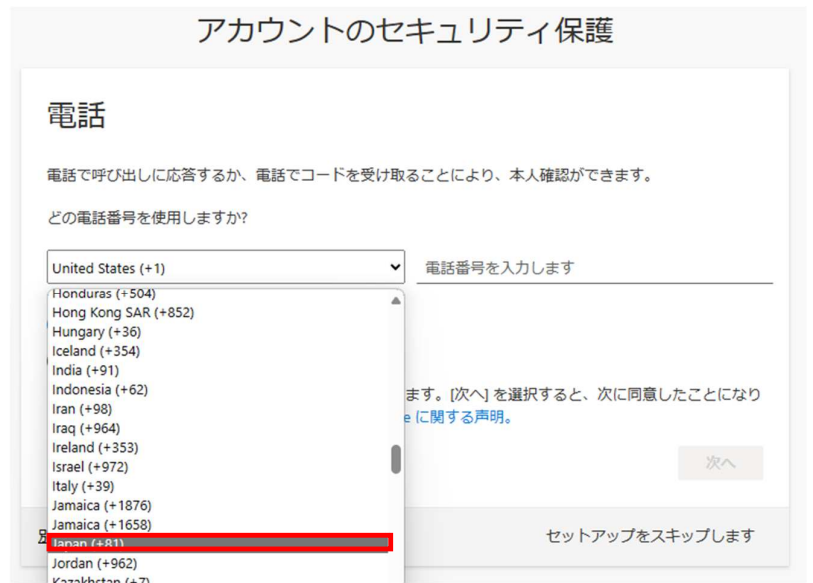 アカウントのセキュリティ保護
電話
電話で呼び出しに応答するか、電話でコードを受け取ることにより、本人確認ができます。
どの電話番号を使用しますか?
United States (+1)
電話番号を入力します
Honduras (+504)
Hong Kong SAR (+852)
Hungary (+36)
Iceland (+354)
India (+91)
Indonesia (+62)
ます。[次へ] を選択すると、次に同意したことになり
Iran (+98)
e に関する声明。
Iraq (+964)
Ireland (+353)
Israel (+972)
次へ
Italy (+39)
Jamaica (+1876)
Jamaica (+1658)
セットアップをスキップします
Japan (+81)
Jordan (+962)
Kazakhstan (+7)